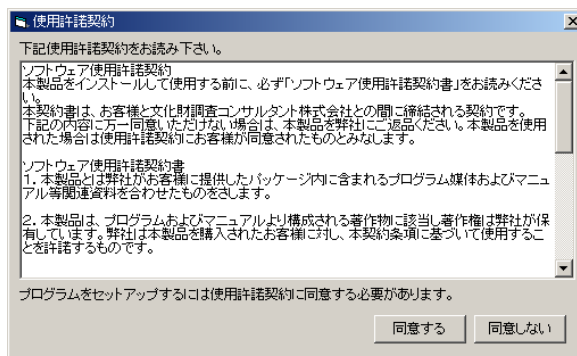 使用許諾契約
下記使用許諾契約をお読み下さい。
ソフトウェア使用許諾契約
本製品をインストールして使用する前に、必ず「ソフトウェア使用許諾契約書」をお読みくださ
い。
本契約書は、お客様と文化財調査コンサルタント株式会社との間に締結される契約です。
下記の内容に万一同意いただけない場合は、本製品を弊社にご返品ください。本製品を使用
された場合は使用許諾契約にお客様が同意されたものとみなします。
ソフトウェア使用許諾契約書
1. 本製品とは弊社がお客様に提供したパッケージ内に含まれるプログラム媒体およびマニュ
アル等関連資料を合わせたものをさします。
2. 本製品は、プログラムおよびマニュアルより構成される著作物に該当し著作権は弊社が保
有しています。弊社は本製品を購入されたお客様に対し、本契約条項に基づいて使用するこ
とを許諾するものです。
プログラムをセットアップするには使用許諾契約に同意する必要があります。
同意する
同意しない